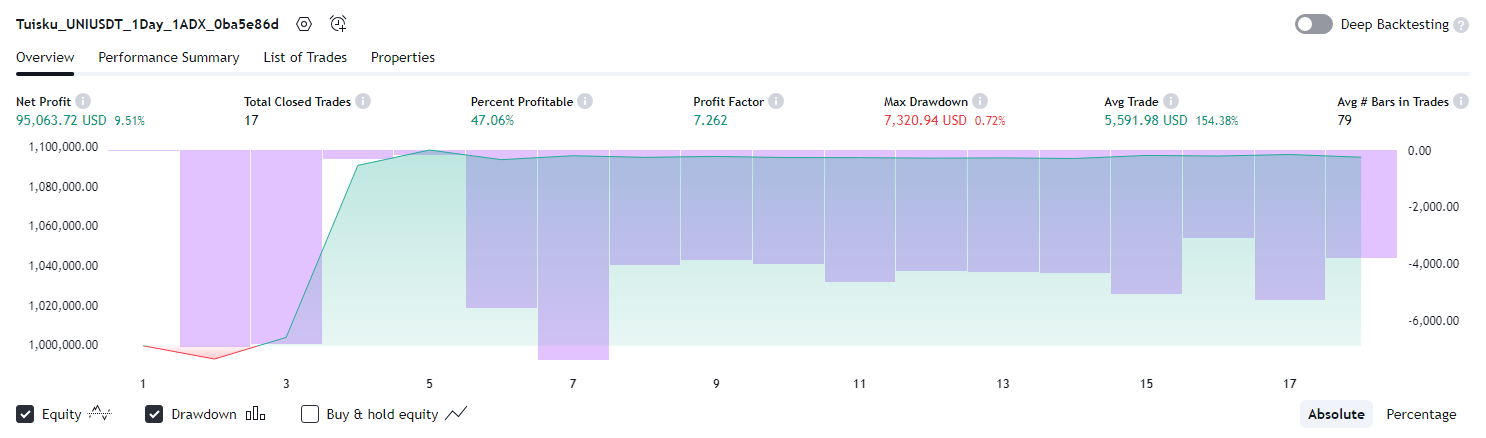 Tuisku_UNIUSDT_1Day_1ADX_0ba5e86d Deep Backtesting ?
Overview Performance Summary List of Trades Properties
Net Profit i Total Closed Trades i Percent Profitable i Profit Factor i Max Drawdown i Avg Trade i Avg # Bars in Trades i
95,063.72 USD 9.51% 17 47.06% 7.262 7,320.94 USD 0.72% 5,591.98 USD 154.38% 79
1,100,000.00 0.00
1,080,000.00
-2,000.00
1,060,000.00
1,040,000.00 -4,000.00
1,020,000.00
-6,000.00
1,000,000.00
1 3 5 7 9 11 13 15 17
Equity Drawdown Buy & hold equity Absolute Percentage